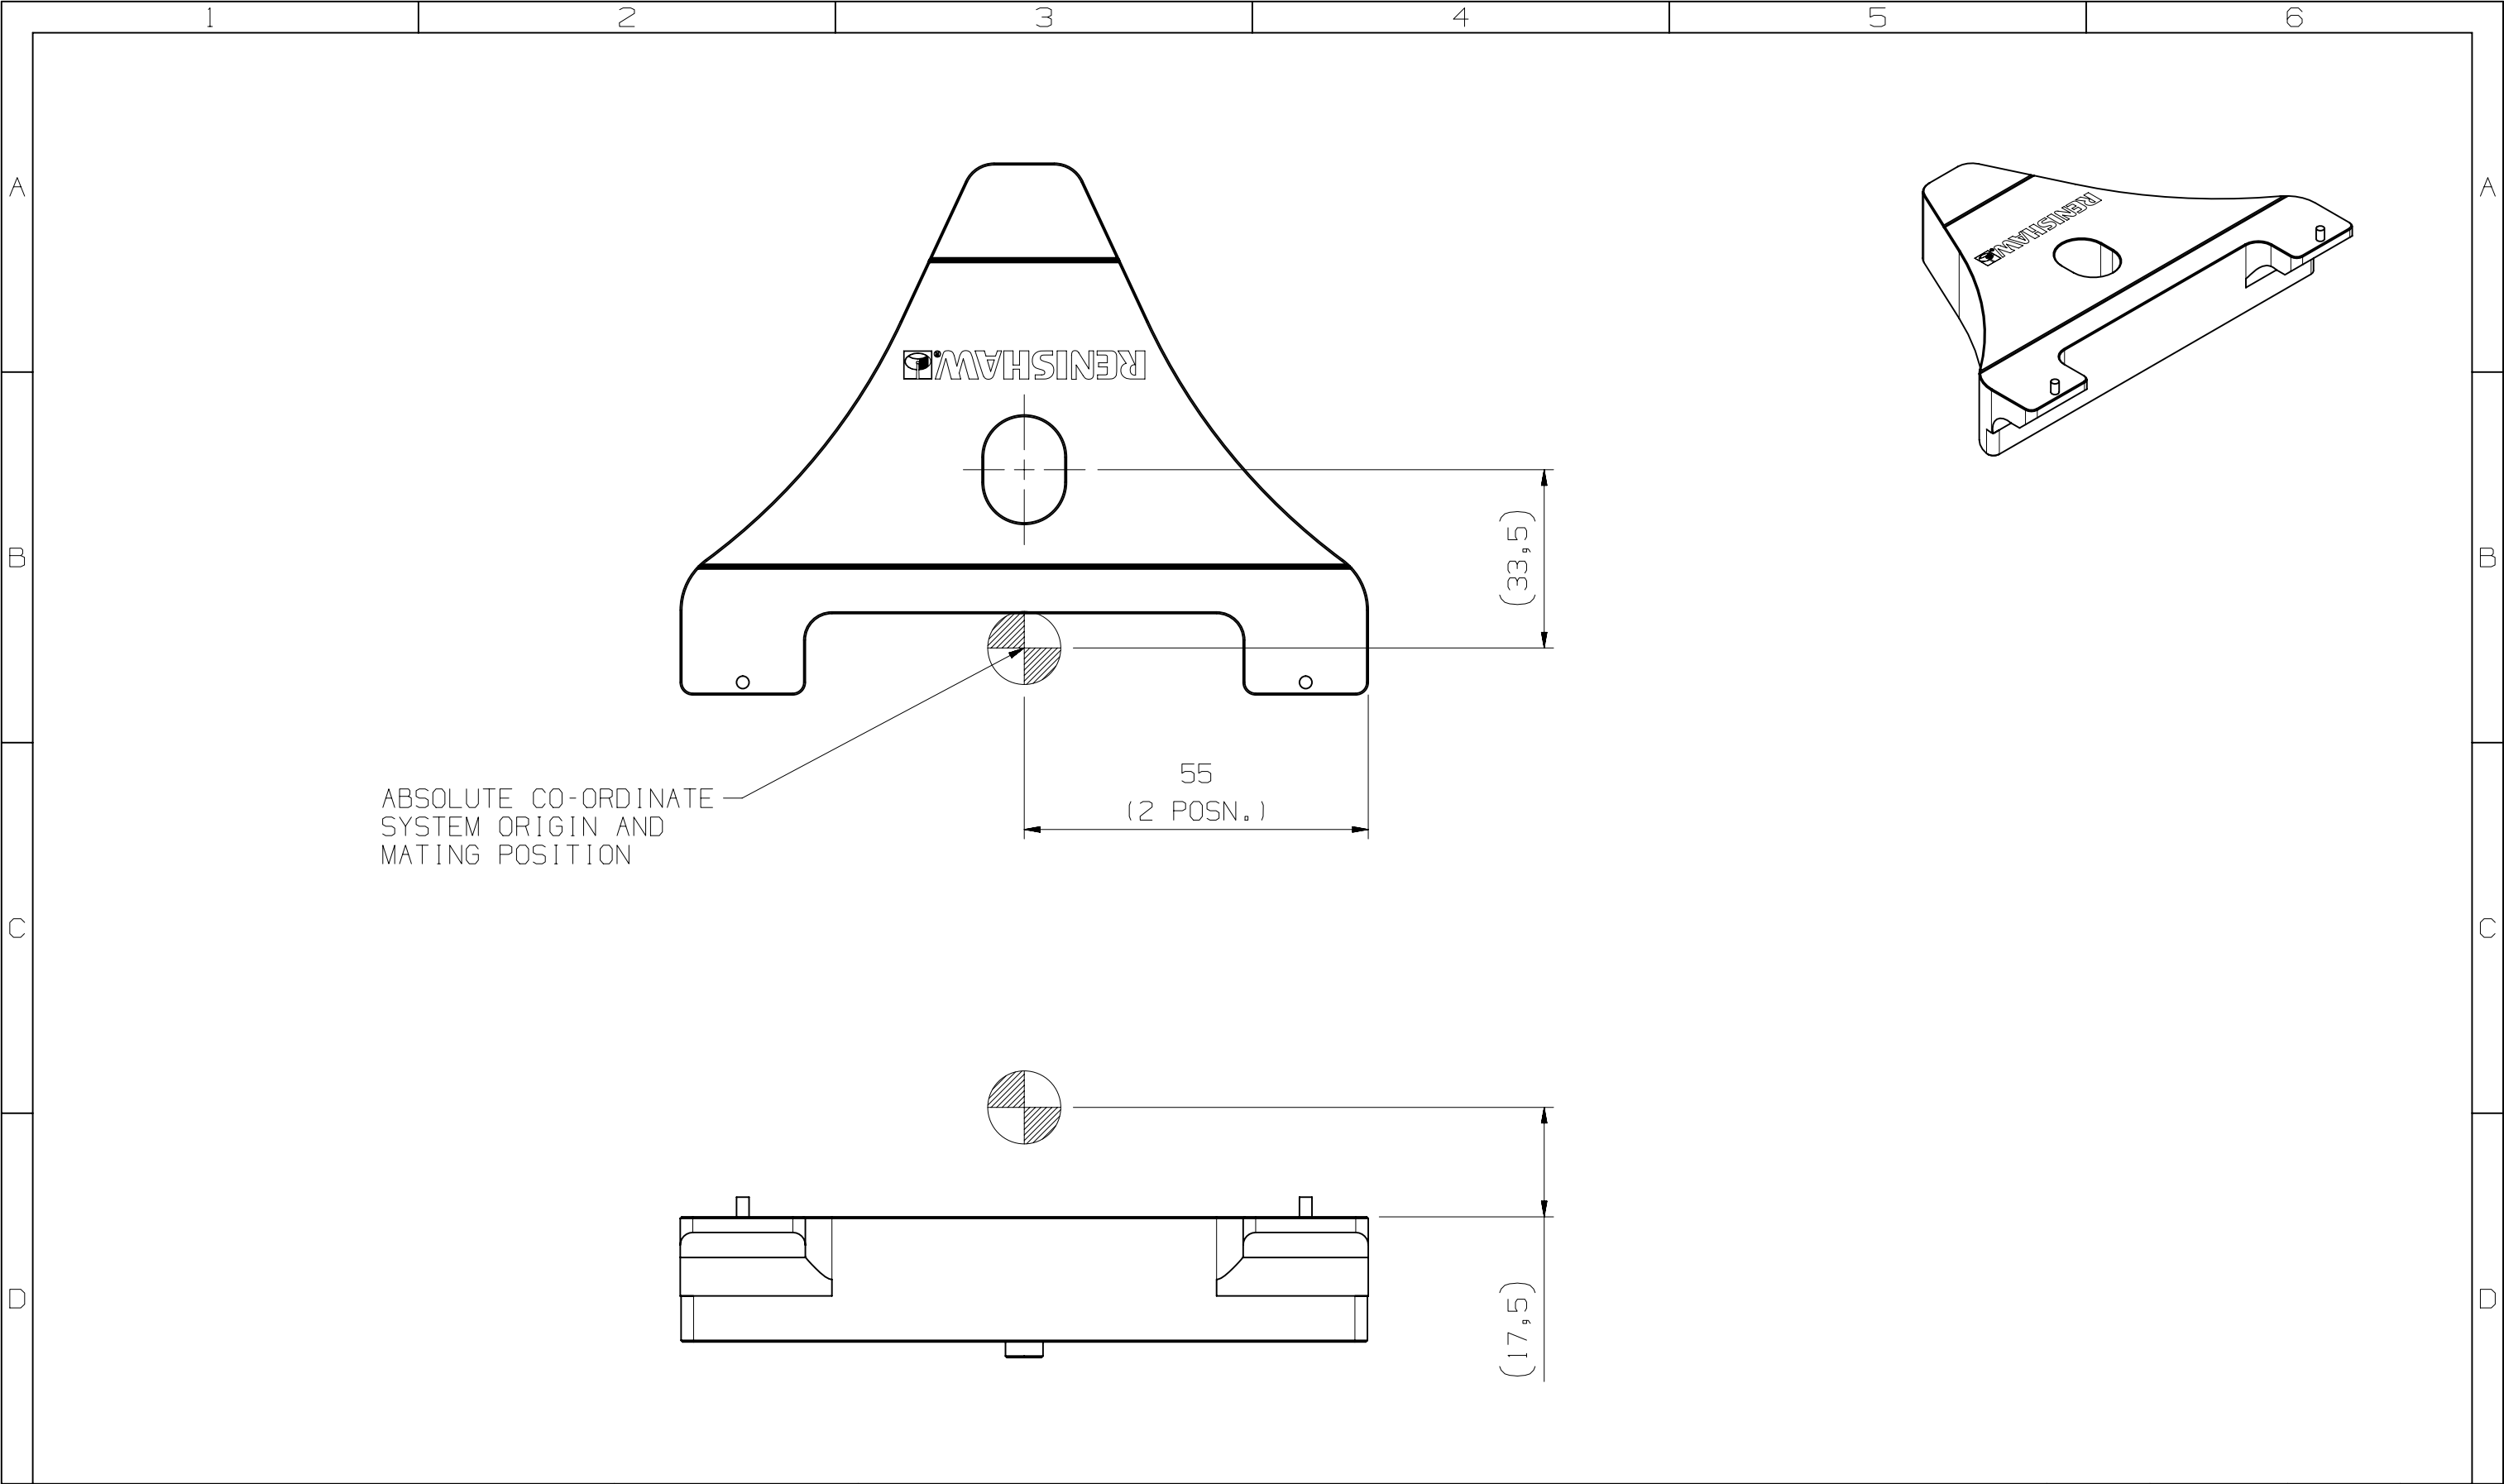 1 2 3 4 5 6
A A
RENISHAW®
RENISHAW
B B
(33,5)
55
(2 POSN.)
ABSOLUTE CO-ORDINATE
SYSTEM ORIGIN AND
MATING POSITION
C C
(17,5)
D D